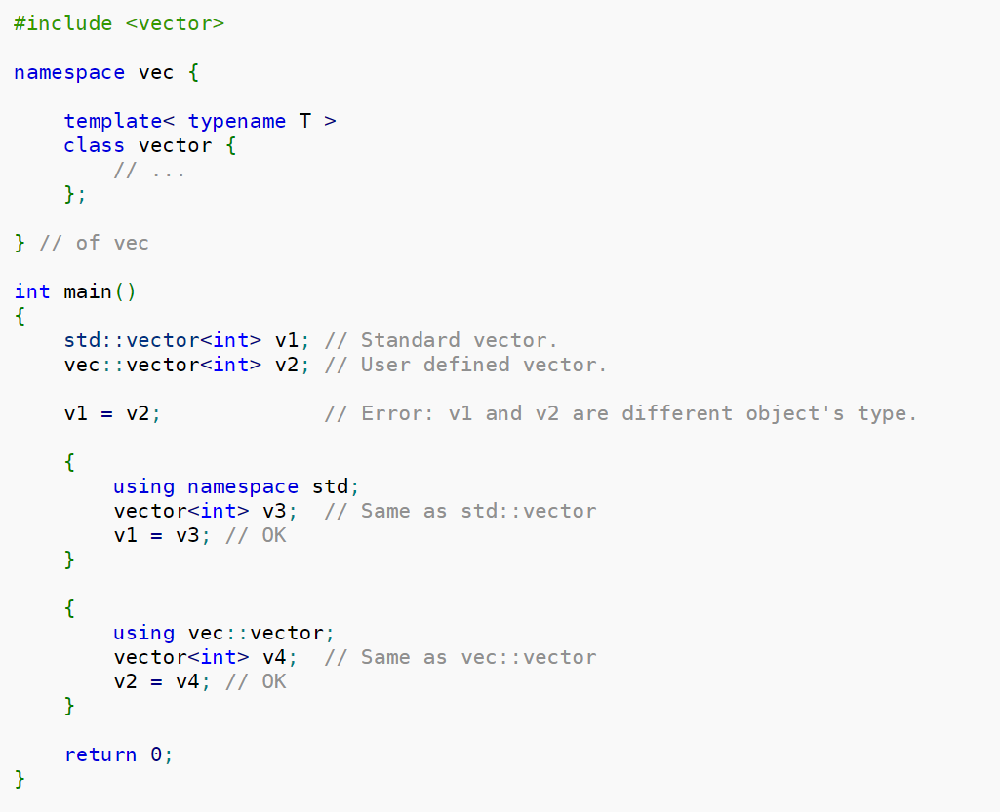 #include <vector>

namespace vec {

    template< typename T >
    class vector {
        // ...
    };

} // of vec

int main()
{
    std::vector<int> v1; // Standard vector.
    vec::vector<int> v2; // User defined vector.

    v1 = v2;             // Error: v1 and v2 are different object's type.

    {
        using namespace std;
        vector<int> v3;  // Same as std::vector
        v1 = v3; // OK
    }

    {
        using vec::vector;
        vector<int> v4;  // Same as vec::vector
        v2 = v4; // OK
    }

    return 0;
}